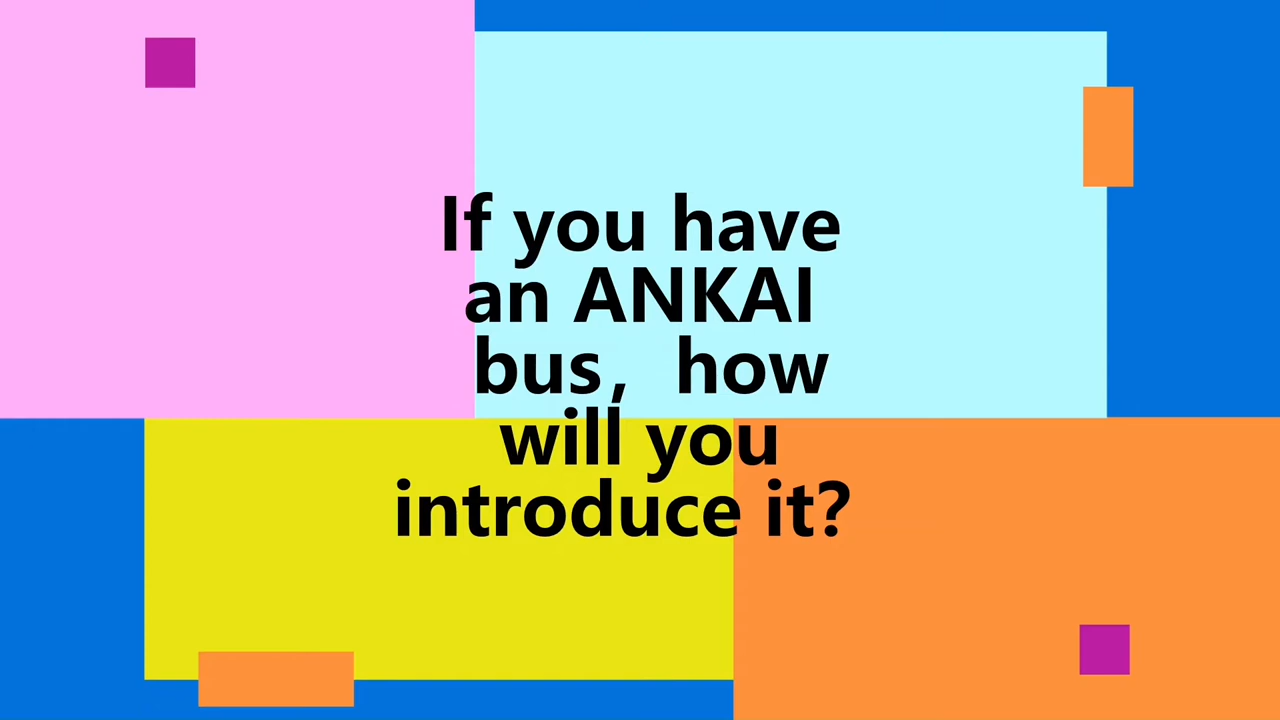 If you have
an ANKAI
bus，how
will you
introduce it?